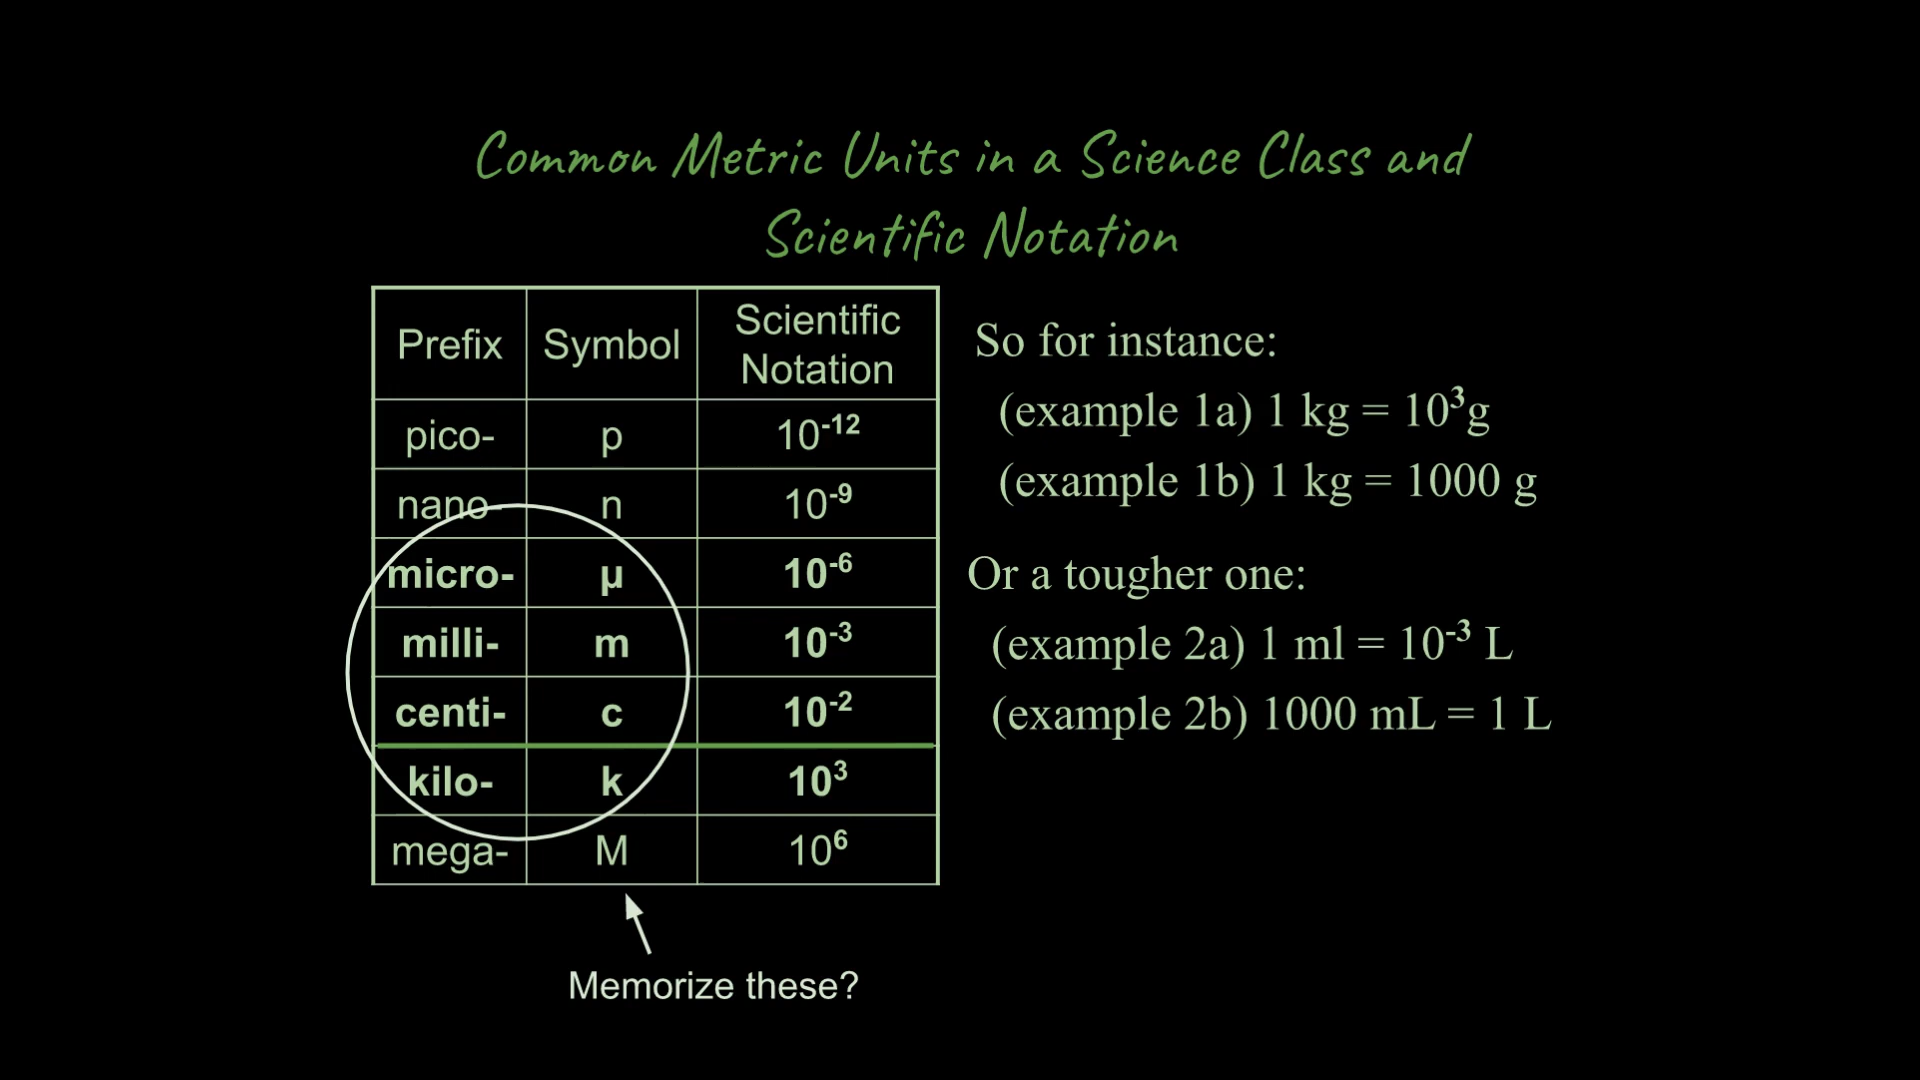 Common Metric Units in a Science Class and
Scientific Notation
Prefix Symbol Scientific Notation
pico- p 10⁻¹²
nano- n 10⁻⁹
micro- µ 10⁻⁶
milli- m 10⁻³
centi- c 10⁻²
kilo- k 10³
mega- M 10⁶
Memorize these?
So for instance:
(example 1a) 1 kg = 10³g
(example 1b) 1 kg = 1000 g
Or a tougher one:
(example 2a) 1 ml = 10⁻³ L
(example 2b) 1000 mL = 1 L